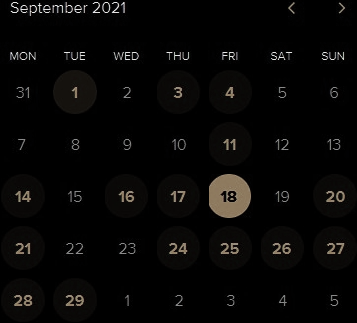 September 2021
MON TUE WED THU FRI SAT SUN
31 1 2 3 4 5 6
7 8 9 10 11 12 13
14 15 16 17 18 19 20
21 22 23 24 25 26 27
28 29 1 2 3 4 5